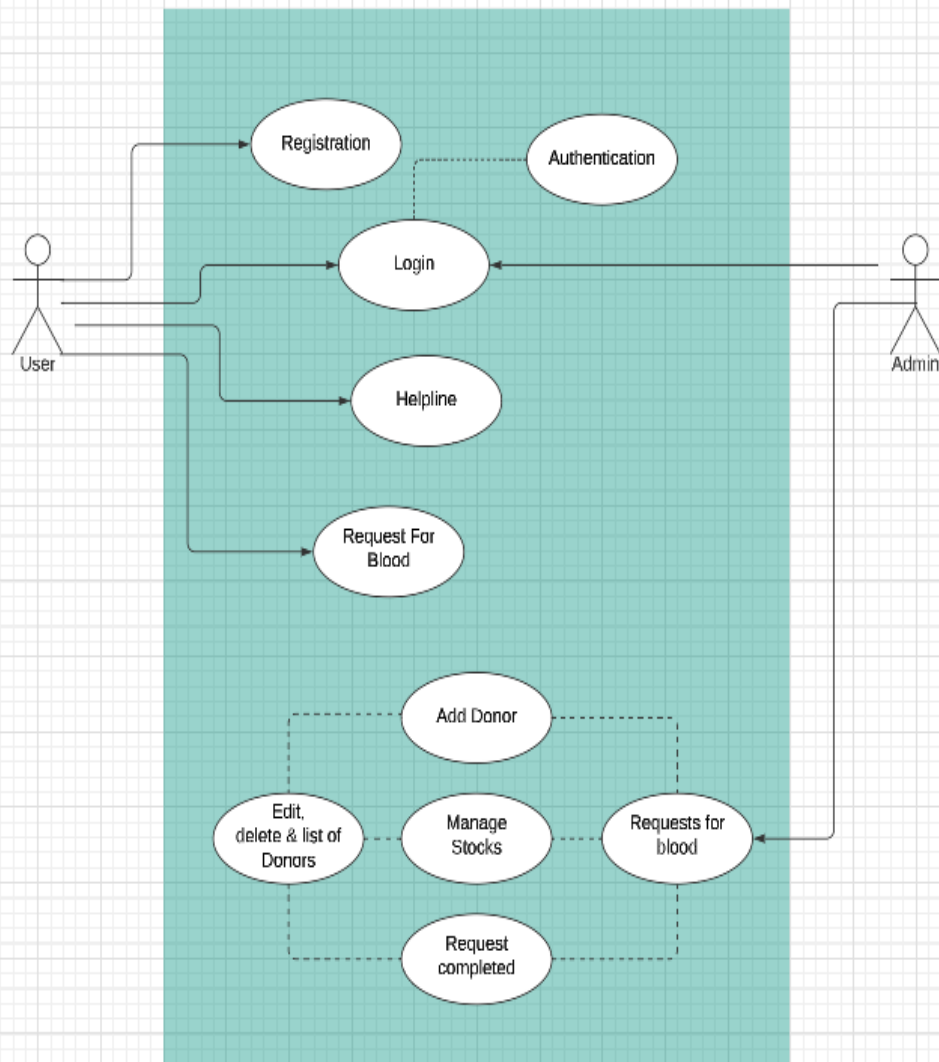 Registration
Authentication
Login
User
Admin
Helpline
Request For
Blood
Add Donor
Edit,
delete & list of
Donors
Manage
Stocks
Requests for
blood
Request
completed